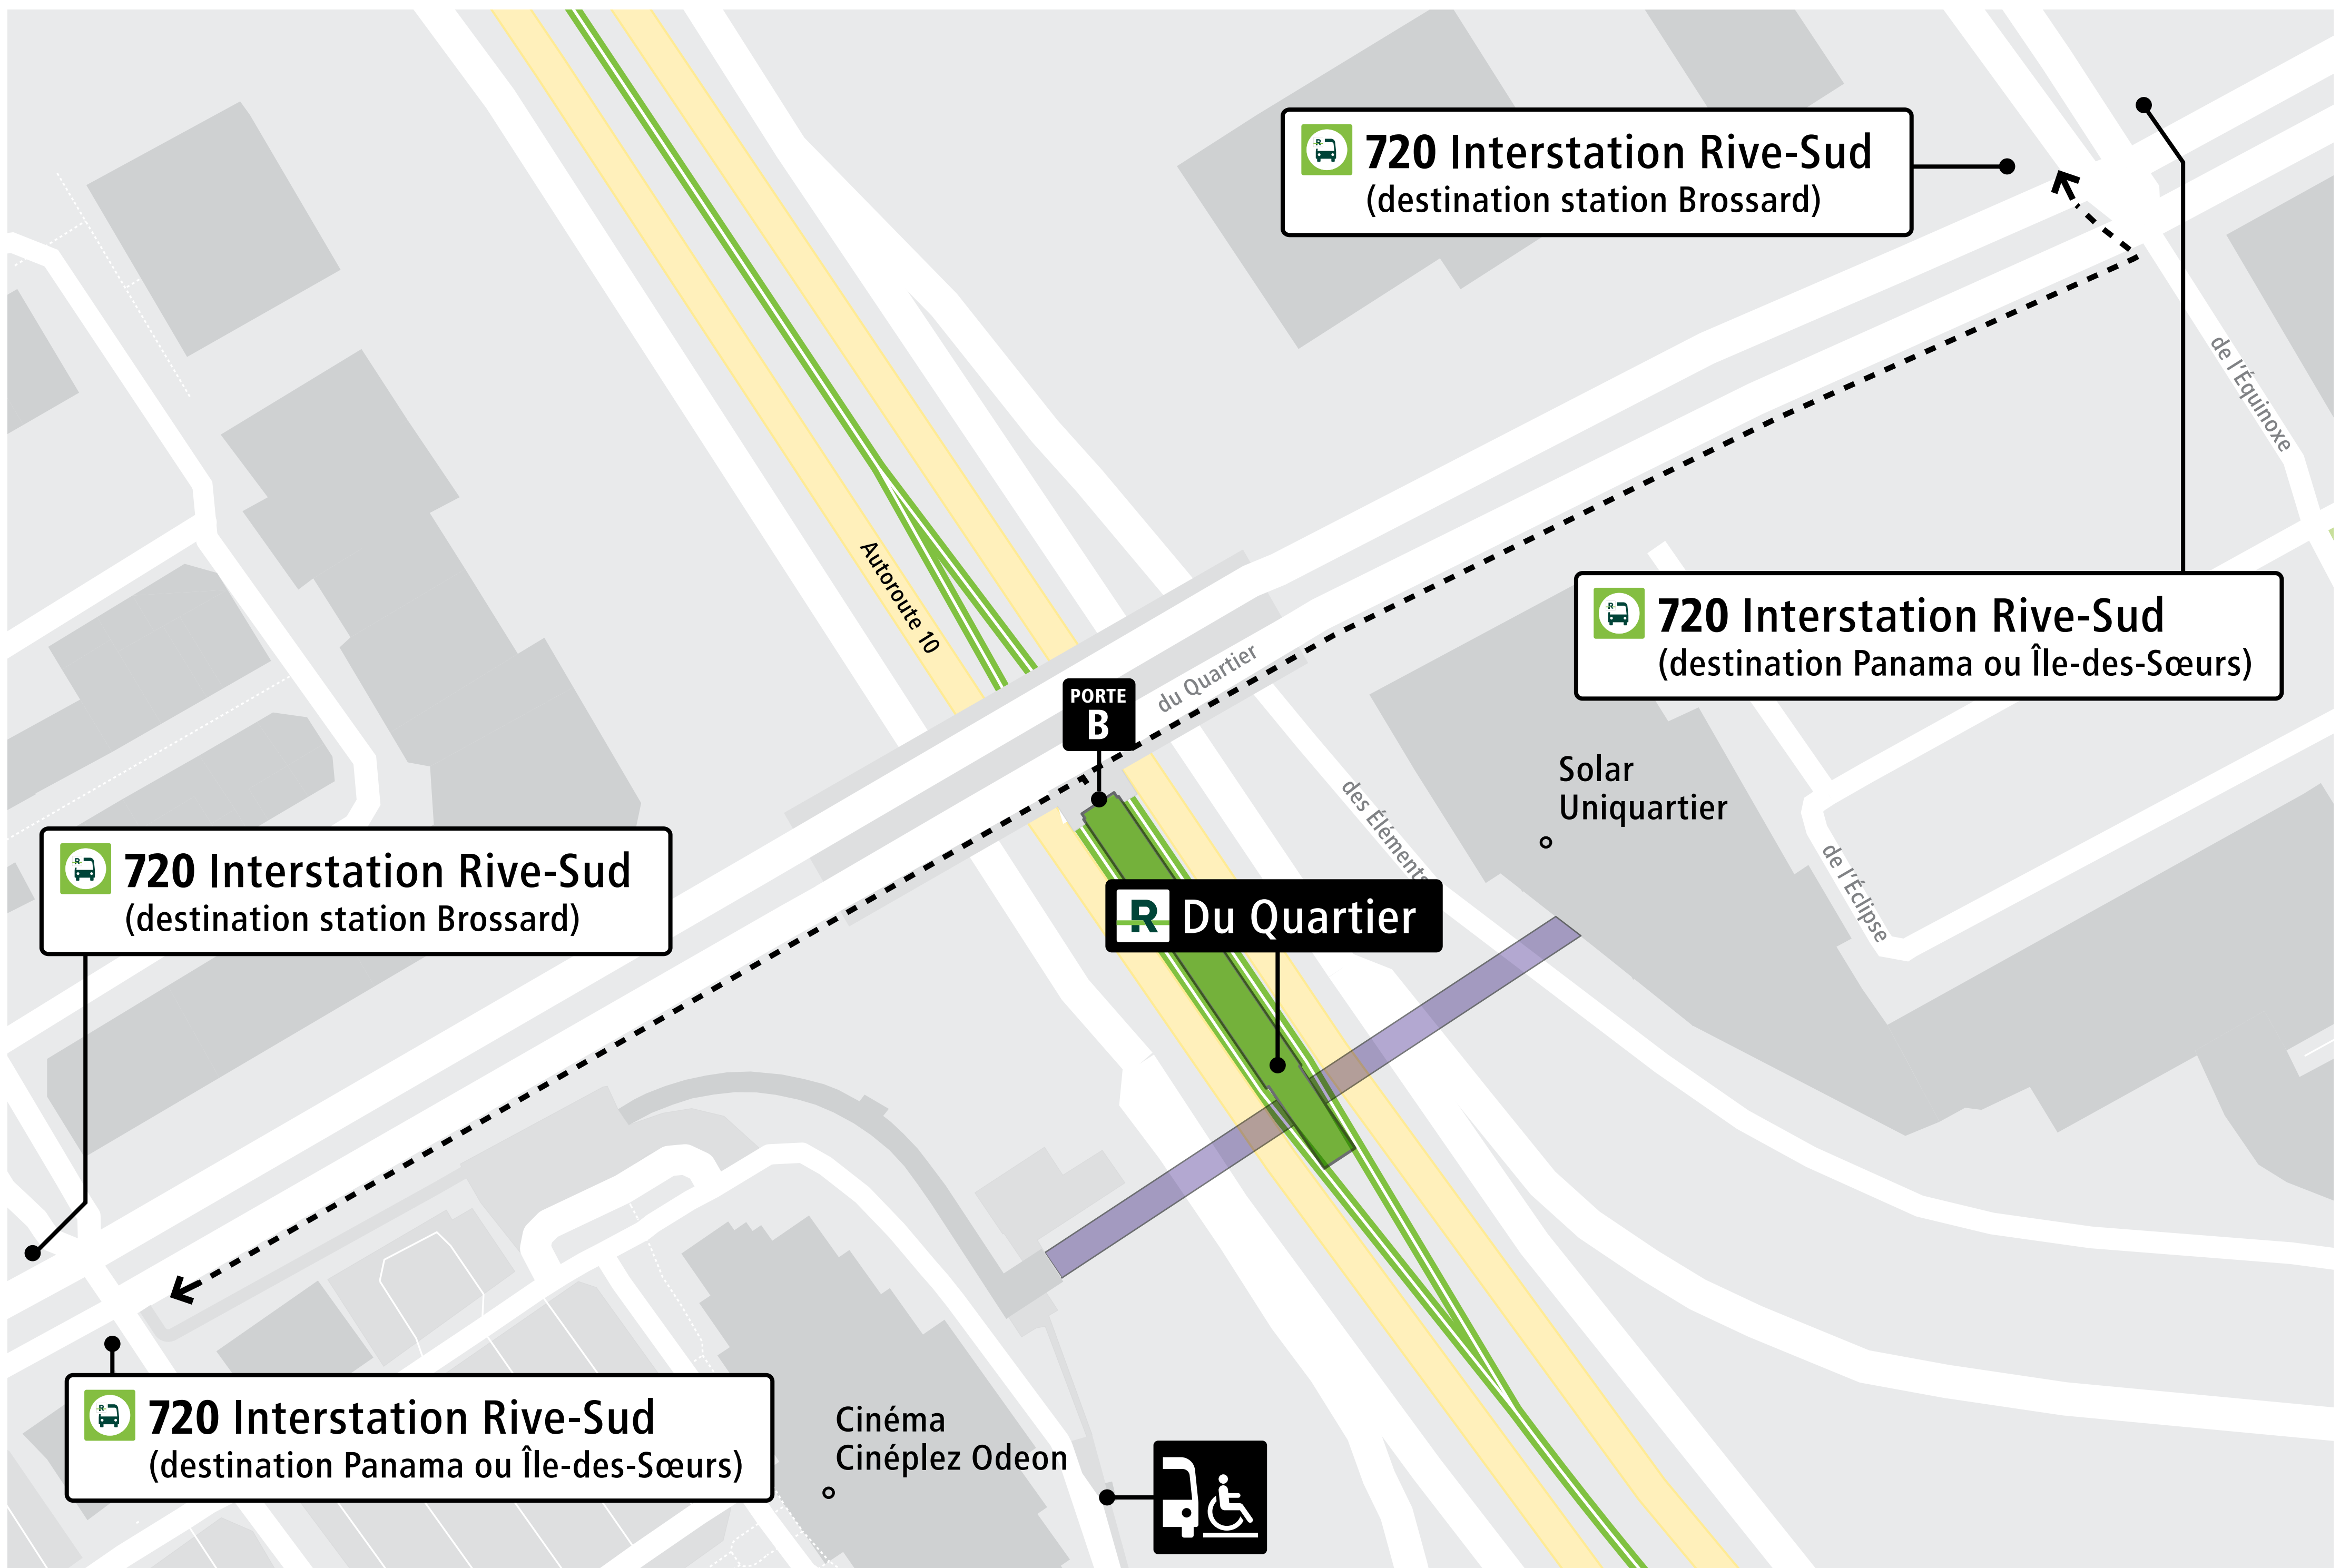 720 Interstation Rive-Sud
(destination station Brossard)
de l'Équinoxe
Autoroute 10
720 Interstation Rive-Sud
(destination Panama ou Île-des-Sœurs)
du Quartier
PORTE
B
Solar
Uniquartier
des Éléments
de l'Éclipse
720 Interstation Rive-Sud
(destination station Brossard)
R Du Quartier
720 Interstation Rive-Sud
(destination Panama ou Île-des-Sœurs)
Cinéma
Cinéplez Odeon